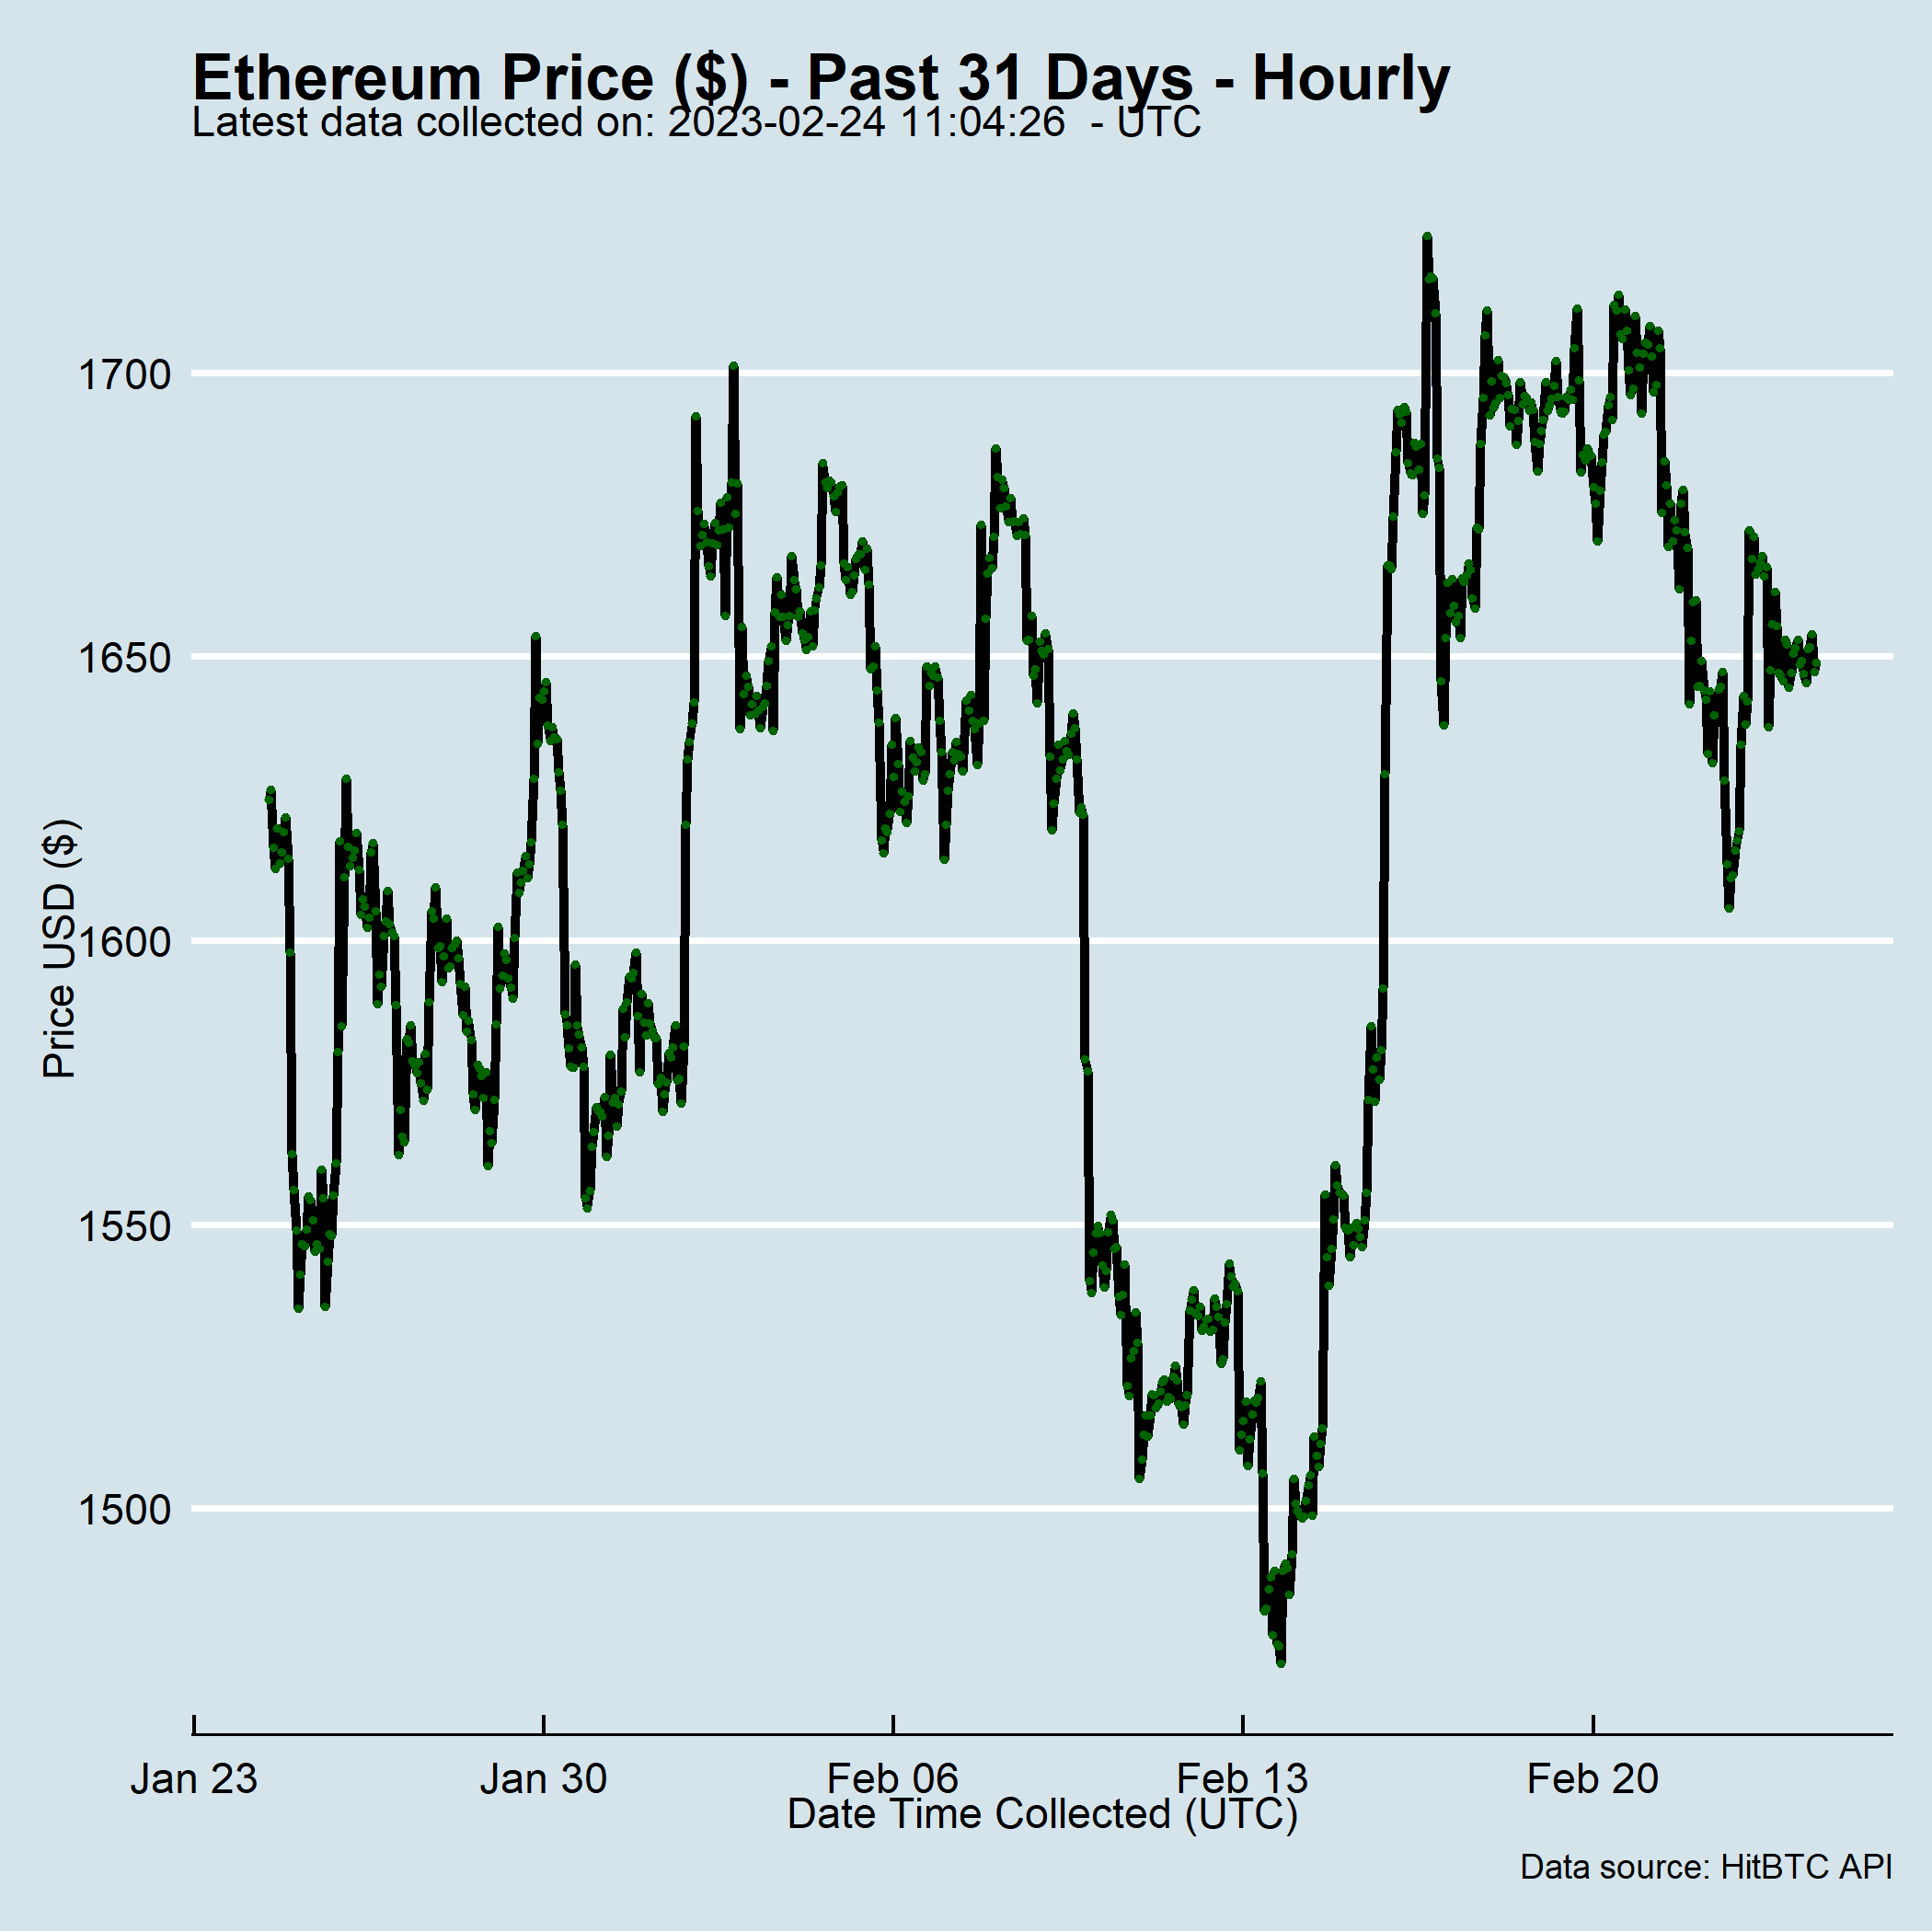 Ethereum Price ($) - Past 31 Days - Hourly
Latest data collected on: 2023-02-24 11:04:26  - UTC
Price USD ($)
1700
1650
1600
1550
1500
Jan 23
Jan 30
Feb 06
Feb 13
Feb 20
Date Time Collected (UTC)
Data source: HitBTC API